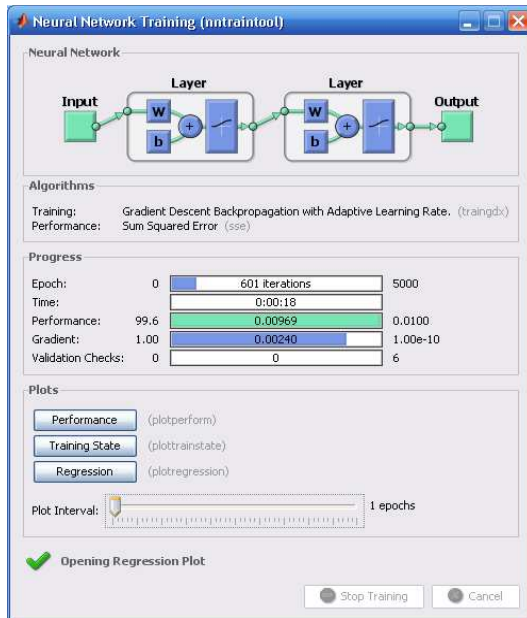 Neural Network Training (nntraintool)
Neural Network
Layer Layer
Input Output
W W
b b
Algorithms
Training: Gradient Descent Backpropagation with Adaptive Learning Rate. (traingdx)
Performance: Sum Squared Error (sse)
Progress
Epoch: 0 601 iterations 5000
Time: 0:00:18
Performance: 99.6 0.00969 0.0100
Gradient: 1.00 0.00240 1.00e-10
Validation Checks: 0 0 6
Plots
Performance (plotperform)
Training State (plottrainstate)
Regression (plotregression)
Plot Interval: 1 epochs
Opening Regression Plot
Stop Training Cancel